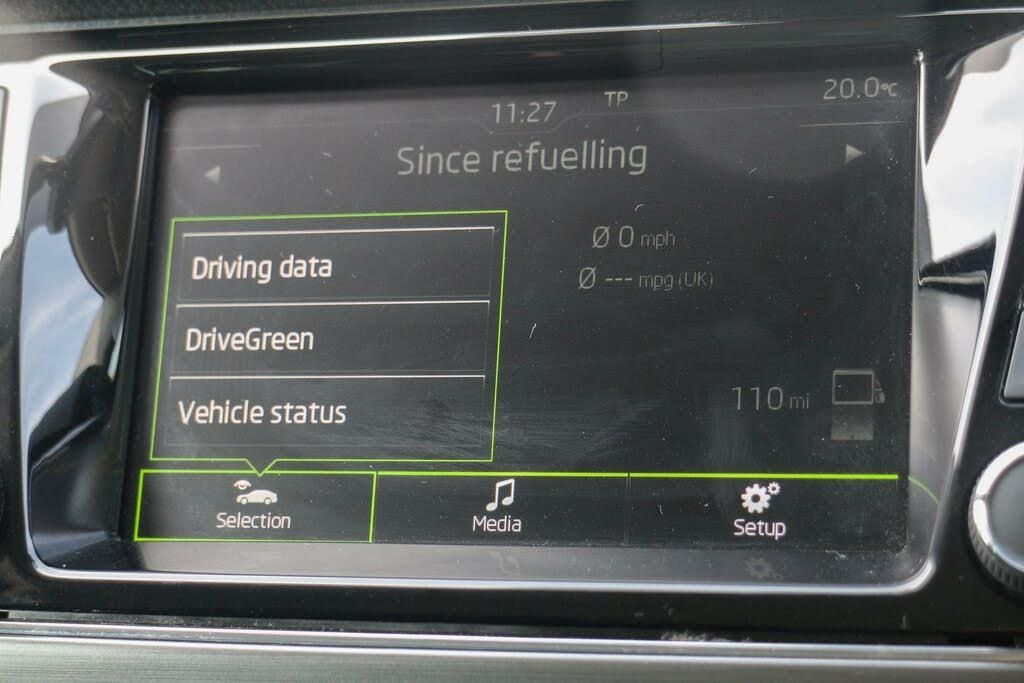 11:27
TP
20.0°C
Since refuelling
Ø 0 mph
Ø --- mpg (UK)
Driving data
DriveGreen
Vehicle status
110 mi
Selection
Media
Setup